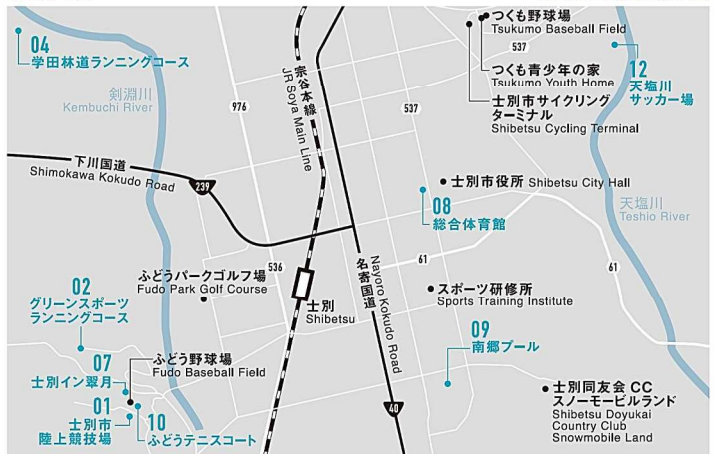 04
学田林道ランニングコース
剣淵川
Kembuchi River
976
宗谷本線
JR Soya Main Line
537
つくも野球場
Tsukumo Baseball Field
537
つくも青少年の家
Tsukumo Youth Home
士別市サイクリング
ターミナル
Shibetsu Cycling Terminal
12
天塩川
サッカー場
下川国道
Shimokawa Kokudo Road
239
士別市役所 Shibetsu City Hall
08
総合体育館
天塩川
Teshio River
61
61
536
ふどうパークゴルフ場
Fudo Park Golf Course
士別
Shibetsu
名寄国道
Nayoro Kokudo Road
スポーツ研修所
Sports Training Institute
02
グリーンスポーツ
ランニングコース
09
南郷プール
07
士別イン翠月
ふどう野球場
Fudo Baseball Field
01
士別市
陸上競技場
10
ふどうテニスコート
40
士別同友会 CC
スノーモービルランド
Shibetsu Doyukai
Country Club
Snowmobile Land